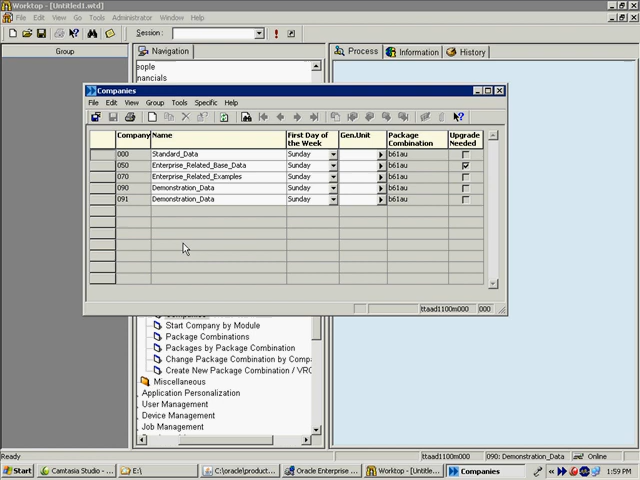 Worktop - [Untitled1.wtd]
File Edit View Go Tools Administrator Session Window Help
Session:
Group
Navigation
Process Information History
eople
nancials
Companies
File Edit View Group Tools Specific Help
Company Name First Day of the Week Gen.Unit Package Combination Upgrade Needed
000 Standard_Data Sunday b61au
050 Enterprise_Related_Base_Data Sunday b61au
070 Enterprise_Related_Examples Sunday b61au
090 Demonstration_Data Sunday b61au
091 Demonstration_Data Sunday b61au
ttaad1100m000 000
Start Company by Module
Package Combinations
Packages by Package Combination
Change Package Combination by Compa
Create New Package Combination / VRC
Miscellaneous
Application Personalization
User Management
Device Management
Job Management
Ready ttaad1100m000 090: Demonstration_Data Online
Start Camtasia Studio - ... E:\ C:\oracle\product... Oracle Enterprise ... Worktop - [Untitle... Companies 1:59 PM